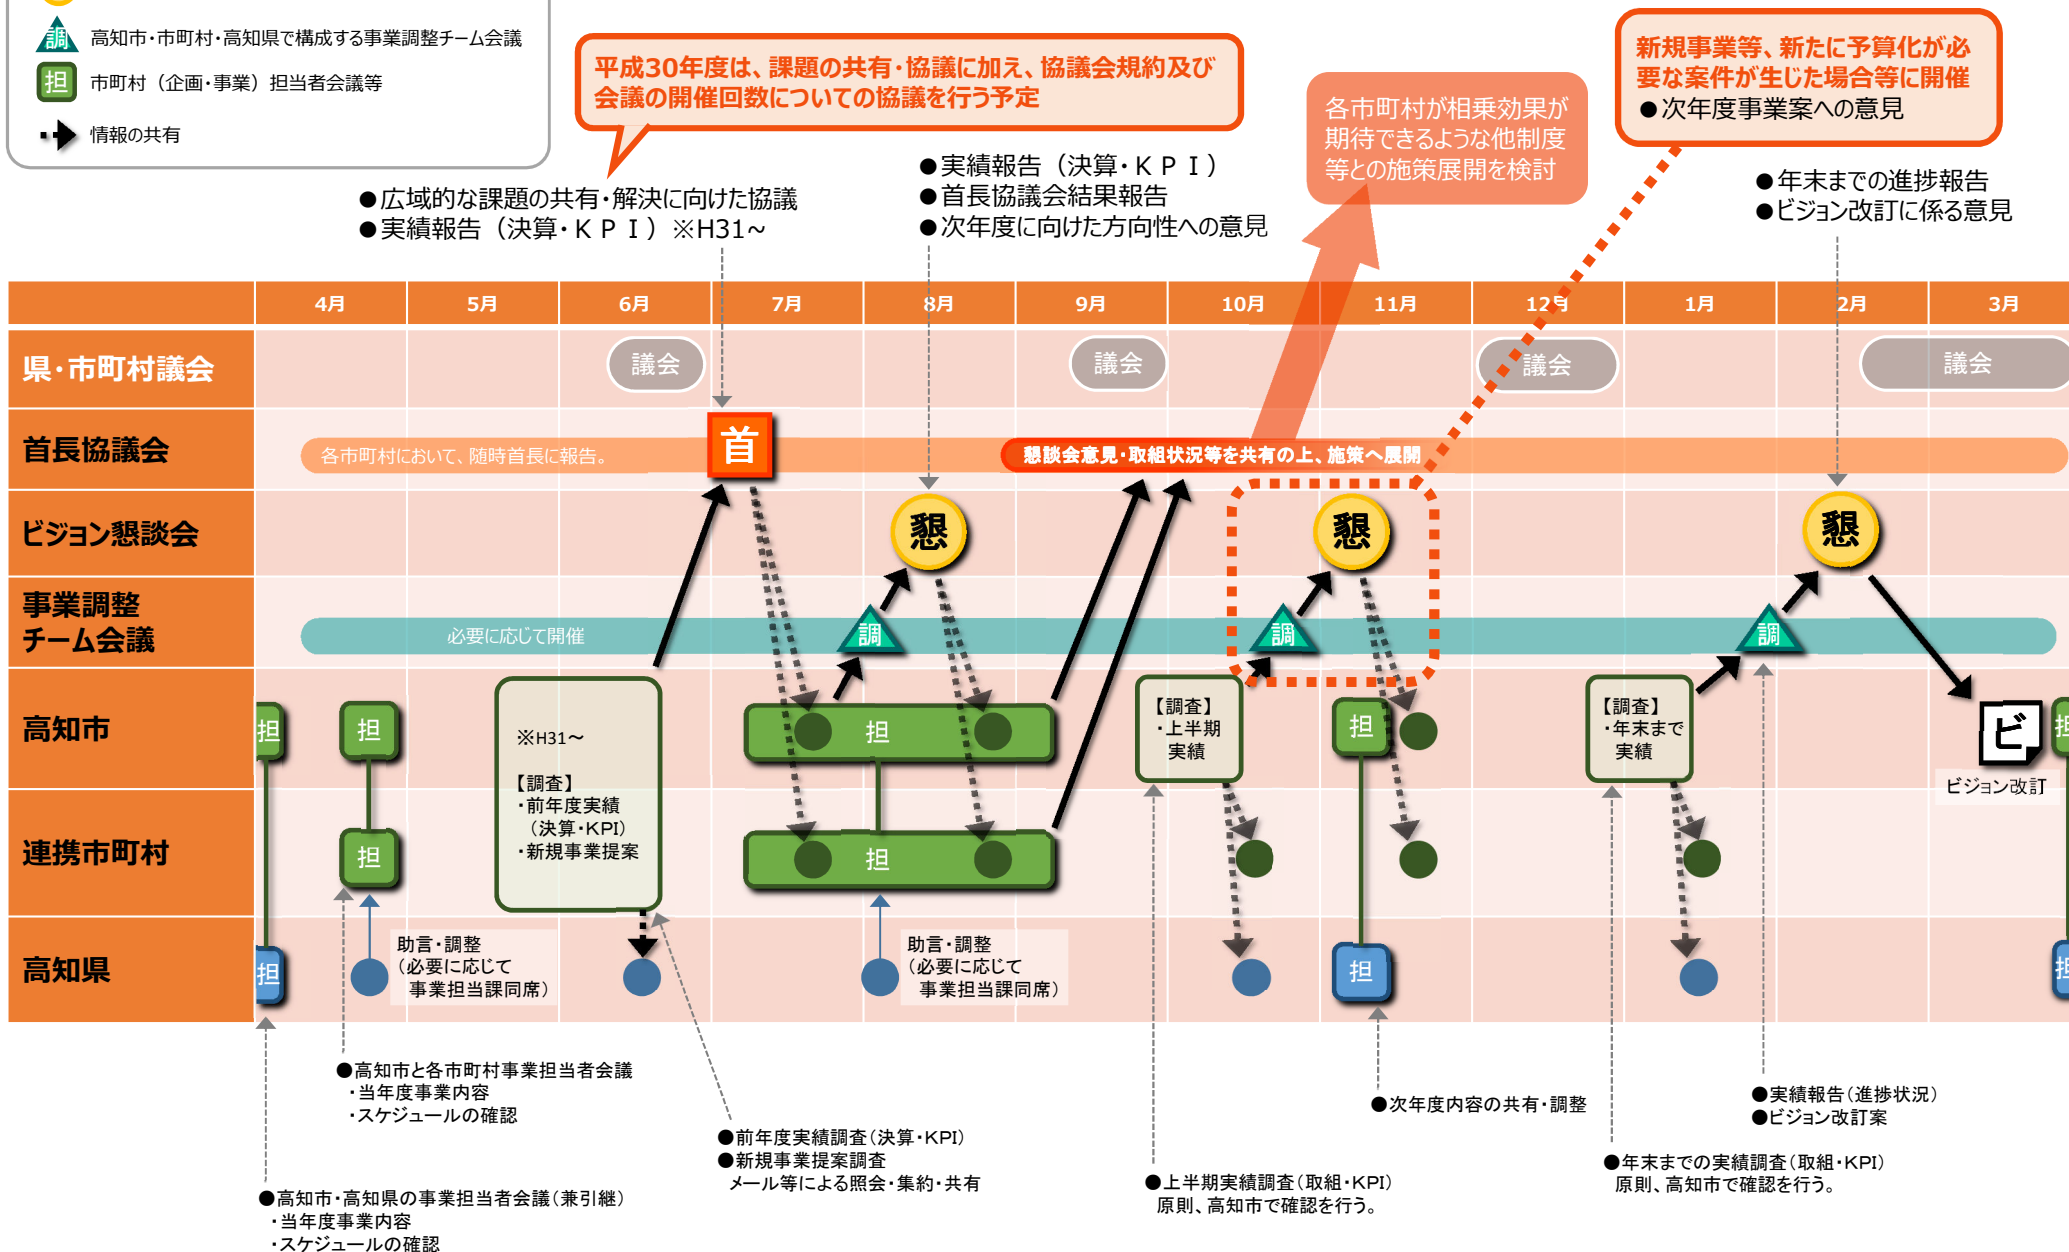 調 高知市・市町村・高知県で構成する事業調整チーム会議
担 市町村（企画・事業）担当者会議等
情報の共有
平成30年度は、課題の共有・協議に加え、協議会規約及び
会議の開催回数についての協議を行う予定
各市町村が相乗効果が
期待できるような他制度
等との施策展開を検討
新規事業等、新たに予算化が必
要な案件が生じた場合等に開催
●次年度事業案への意見
●広域的な課題の共有・解決に向けた協議
●実績報告（決算・ＫＰＩ）※H31～
●実績報告（決算・ＫＰＩ）
●首長協議会結果報告
●次年度に向けた方向性への意見
●年末までの進捗報告
●ビジョン改訂に係る意見
4月 5月 6月 7月 8月 9月 10月 11月 12月 1月 2月 3月
県・市町村議会
議会 議会 議会 議会
首長協議会
各市町村において、随時首長に報告。
首
懇談会意見・取組状況等を共有の上、施策へ展開
ビジョン懇談会
懇 懇 懇
事業調整
チーム会議
必要に応じて開催
調 調 調
高知市
担 担
※H31～
【調査】
・前年度実績
（決算・KPI）
・新規事業提案
担
【調査】
・上半期
実績
担
【調査】
・年末まで
実績
ビ
ビジョン改訂
担
連携市町村
担 担
高知県
担
助言・調整
（必要に応じて
事業担当課同席）
助言・調整
（必要に応じて
事業担当課同席）
担
担
●高知市と各市町村事業担当者会議
・当年度事業内容
・スケジュールの確認
●高知市・高知県の事業担当者会議（兼引継）
・当年度事業内容
・スケジュールの確認
●前年度実績調査（決算・KPI）
●新規事業提案調査
メール等による照会・集約・共有
●上半期実績調査（取組・KPI）
原則、高知市で確認を行う。
●次年度内容の共有・調整
●実績報告（進捗状況）
●ビジョン改訂案
●年末までの実績調査（取組・KPI）
原則、高知市で確認を行う。